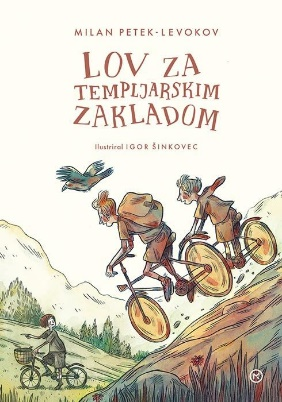 MILAN PETEK-LEVOKOV
LOV ZA
TEMPLJARSKIM
ZAKLADOM
ilustriral IGOR ŠINKOVEC
M